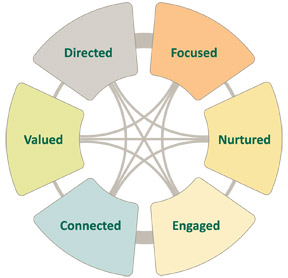 Directed
Focused
Valued
Nurtured
Connected
Engaged